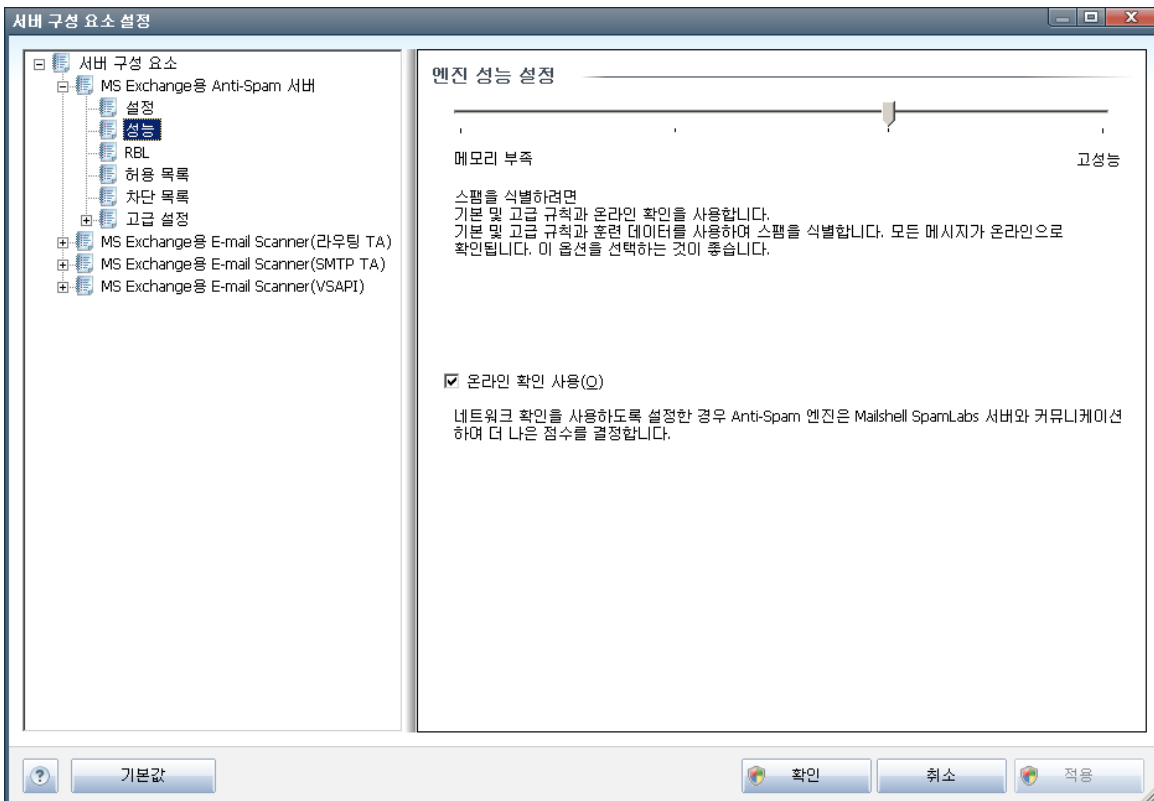 서버 구성 요소 설정
서버 구성 요소
MS Exchange용 Anti-Spam 서버
설정
성능
RBL
허용 목록
차단 목록
고급 설정
MS Exchange용 E-mail Scanner(라우팅 TA)
MS Exchange용 E-mail Scanner(SMTP TA)
MS Exchange용 E-mail Scanner(VSAPI)
엔진 성능 설정
메모리 부족
고성능
스팸을 식별하려면
기본 및 고급 규칙과 온라인 확인을 사용합니다.
기본 및 고급 규칙과 훈련 데이터를 사용하여 스팸을 식별합니다. 모든 메시지가 온라인으로
확인됩니다. 이 옵션을 선택하는 것이 좋습니다.
온라인 확인 사용(O)
네트워크 확인을 사용하도록 설정한 경우 Anti-Spam 엔진은 Mailshell SpamLabs 서버와 커뮤니케이션
하여 더 나은 점수를 결정합니다.
기본값
확인
취소
적용